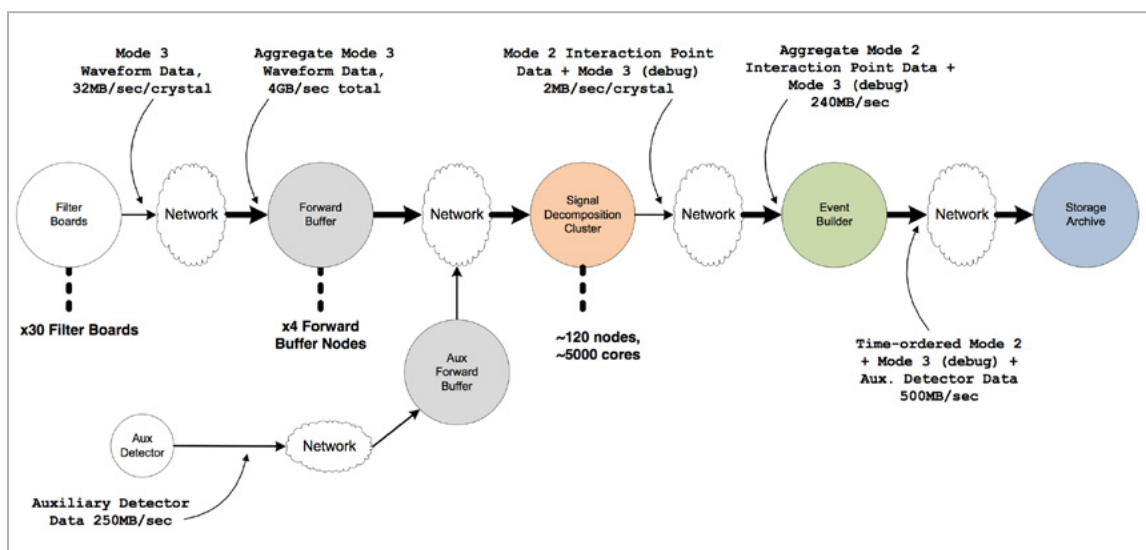 Mode 3
Waveform Data,
32MB/sec/crystal
Aggregate Mode 3
Waveform Data,
4GB/sec total
Mode 2 Interaction Point
Data + Mode 3 (debug)
2MB/sec/crystal
Aggregate Mode 2
Interaction Point Data +
Mode 3 (debug)
240MB/sec
Filter
Boards
Network
Forward
Buffer
Network
Signal
Decomposition
Cluster
Network
Event
Builder
Network
Storage
Archive
x30 Filter Boards
x4 Forward
Buffer Nodes
~120 nodes,
~5000 cores
Aux
Forward
Buffer
Time-ordered Mode 2
+ Mode 3 (debug) +
Aux. Detector Data
500MB/sec
Aux
Detector
Network
Auxiliary Detector
Data 250MB/sec